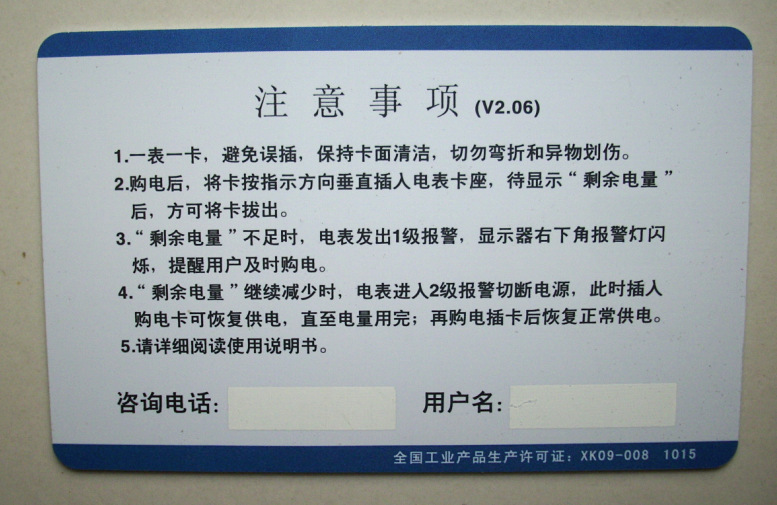 注意事项(V2.06)
1.一表一卡，避免误插，保持卡面清洁，切勿弯折和异物划伤。
2.购电后，将卡按指示方向垂直插入电表卡座，待显示“剩余电量”
后，方可将卡拔出。
3.“剩余电量”不足时，电表发出1级报警，显示器右下角报警灯闪
烁，提醒用户及时购电。
4.“剩余电量”继续减少时，电表进入2级报警切断电源，此时插入
购电卡可恢复供电，直至电量用完；再购电插卡后恢复正常供电。
5.请详细阅读使用说明书。
咨询电话：  用户名：
全国工业产品生产许可证：XK09-008 1015